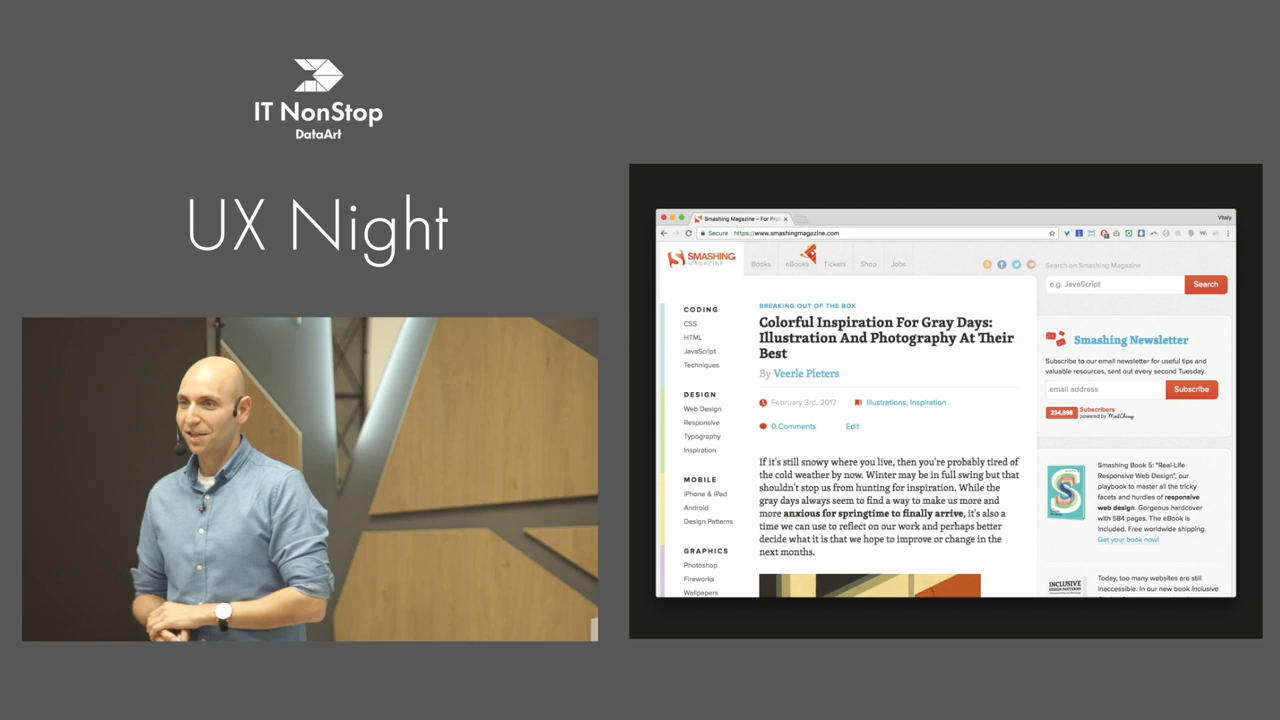 IT NonStop
DataArt
UX Night
Smashing Magazine – For Pro
Vitaly
Secure
https://www.smashingmagazine.com
SMASHING
MAGAZINE
Books
eBooks
Tickets
Shop
Jobs
Search on Smashing Magazine
e.g. JavaScript
Search
CODING
CSS
HTML
JavaScript
Techniques
DESIGN
Web Design
Responsive
Typography
Inspiration
MOBILE
iPhone & iPad
Android
Design Patterns
GRAPHICS
Photoshop
Fireworks
Wallpapers
BREAKING OUT OF THE BOX
Colorful Inspiration For Gray Days:
Illustration And Photography At Their
Best
By Veerle Pieters
February 3rd, 2017
Illustrations, Inspiration
0 Comments
Edit
If it's still snowy where you live, then you're probably tired of
the cold weather by now. Winter may be in full swing but that
shouldn't stop us from hunting for inspiration. While the
gray days always seem to find a way to make us more and
more anxious for springtime to finally arrive, it's also a
time we can use to reflect on our work and perhaps better
decide what it is that we hope to improve or change in the
next months.
Smashing Newsletter
Subscribe to our email newsletter for useful tips and
valuable resources, sent out every second Tuesday.
email address
Subscribe
234,898
Subscribers
powered by MailChimp
Smashing Book 5: "Real-Life
Responsive Web Design", our
playbook to master all the tricky
facets and hurdles of responsive
web design. Gorgeous hardcover
with 584 pages. The eBook is
included. Free worldwide shipping.
Get your book now!
INCLUSIVE
DESIGN PATTERNS
Today, too many websites are still
inaccessible. In our new book Inclusive